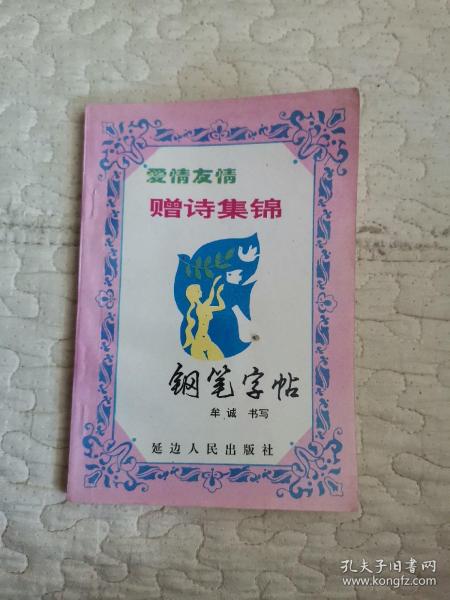 爱情友情
赠诗集锦
钢笔字帖
牟诚 书写
延边人民出版社
孔夫子旧书网
www.kongfz.com